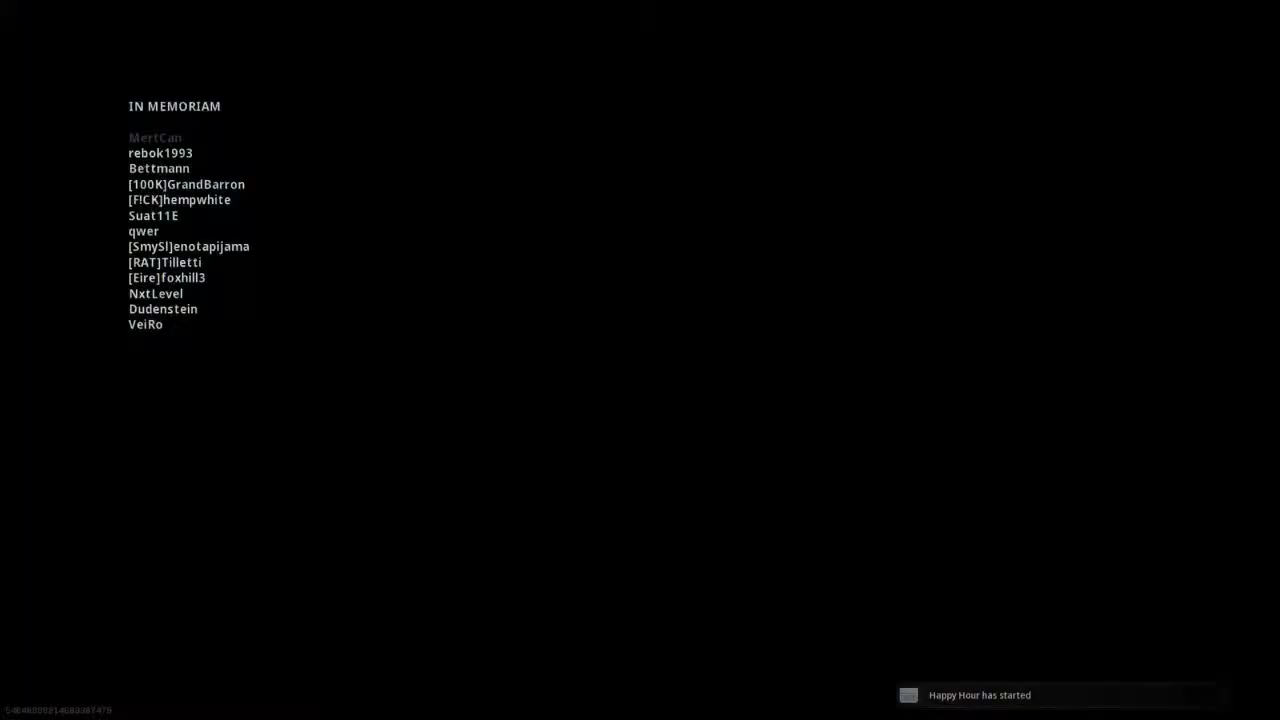 IN MEMORIAM
MertCan
rebok1993
Bettmann
[100K]GrandBarron
[F!CK]hempwhite
Suat11E
qwer
[SmySl]enotapijama
[RAT]Tilletti
[Eire]foxhill3
NxtLevel
Dudenstein
VeiRo
Happy Hour has started